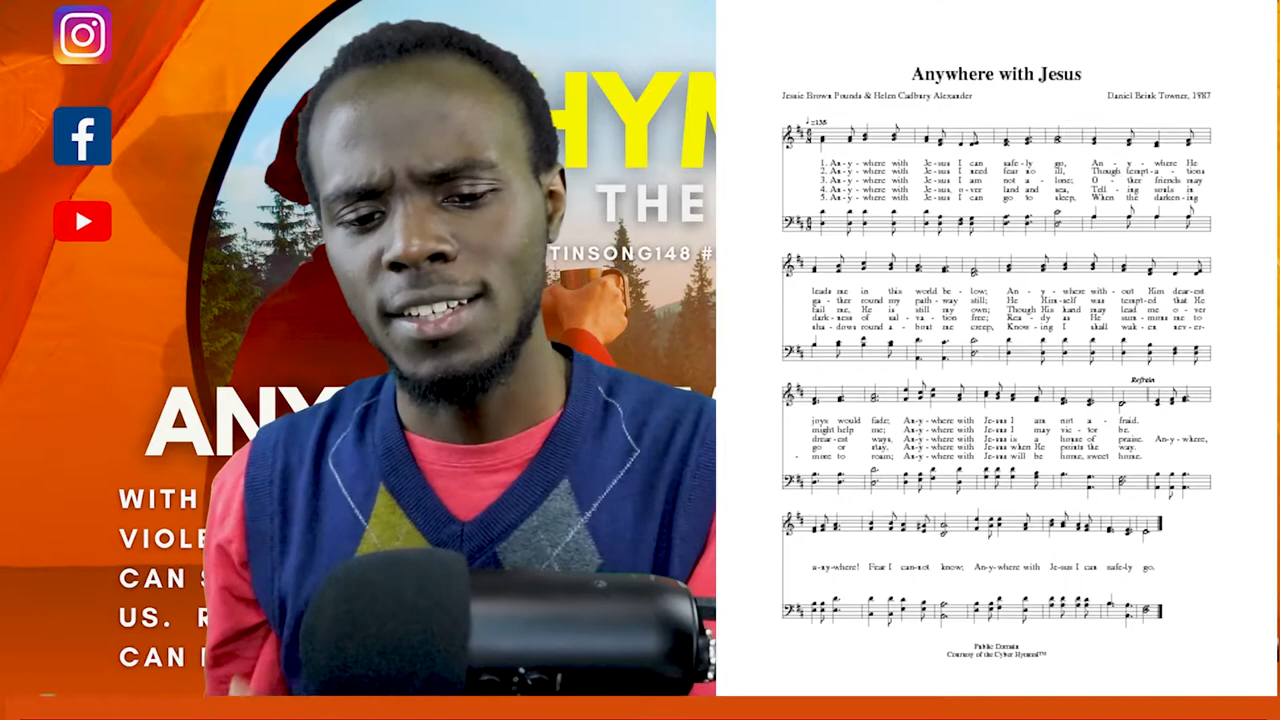 HYM
THE
TINSONG148 #
ANY
WITH
VIOLE
CAN
US. R
CAN
Anywhere with Jesus
Jessie Brown Pounds & Helen Cadbury Alexander
Daniel Brink Towner, 1887
1. An - y - where with Je - sus I can safe - ly go, An - y - where He
2. An - y - where with Je - sus I need fear no ill, Though tempt - a - tions
3. An - y - where with Je - sus I am not a - lone; O - ther friends may
4. An - y - where with Je - sus, o - ver land and sea, Tell - ing souls in
5. An - y - where with Je - sus I can go to sleep, When the dark en - ing
leads me in this world be - low; An - y - where with - out Him dear - est
ga - ther round my path - way still; He Him - self was tempt - ed that He
fail me, He is still my own; Though His hand may lead me o - ver
dark - ness of sal - va - tion free; Rea - dy as He sum - mons me to
sha - dows round a - bout me creep, Know - ing I shall wak - en nev - er -
Refrain
joys would fade; An - y - where with Je - sus I am not a - fraid.
might help me; An - y - where with Je - sus I may vic - tor be.
drear - est ways, An - y - where with Je - sus is a house of praise. An - y - where,
go or stay, An - y - where with Je - sus when He points the way.
- more to roam; An - y - where with Je - sus will be home, sweet home.
a - ny - where! Fear I can - not know; An - y - where with Je - sus I can safe - ly go.
Public Domain
Courtesy of the Cyber Hymnal™